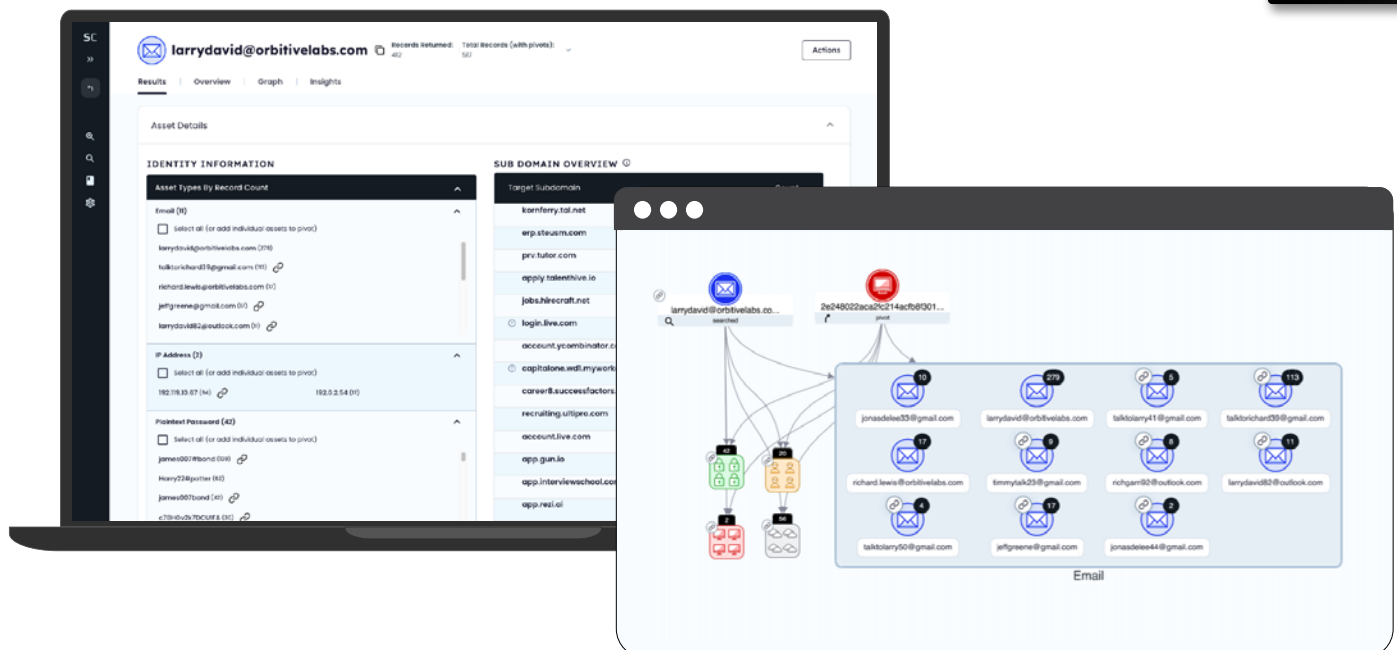 SC
larrydavid@orbitivelabs.com
Records Returned:
482
Total Records (with pivots):
Actions
Results | Overview | Graph | Insights
Asset Details
IDENTITY INFORMATION
Asset Types By Record Count
Email (11)
Select all (or add individual assets to pivot)
larrydavid@orbitivelabs.com (279)
talktorichard39@gmail.com (113)
richard.lewis@orbitivelabs.com (17)
jeffgreene@gmail.com (17)
larrydavid82@outlook.com (11)
IP Address (2)
Select all (or add individual assets to pivot)
Plaintext Password (42)
Select all (or add individual assets to pivot)
james007bond
SUB DOMAIN OVERVIEW
Target Subdomain
kornferry.tal.net
erp.steusm.com
prv.tutor.com
apply.talenthive.io
jobs.hirecraft.net
login.live.com
account.ycombinator.c
capitalone.wd1.mywork
career8.successfactors.
recruiting.ultipro.com
account.live.com
app.gun.io
app.interviewschool.co
app.rezi.ai
larrydavid@orbitivelabs.co...
searched
pivot
42
20
2
56
10
jonasdelee33@gmail.com
279
larrydavid@orbitivelabs.com
5
talktolarry41@gmail.com
113
talktorichard39@gmail.com
17
richard.lewis@orbitivelabs.com
9
timmytalk23@gmail.com
8
richgarr92@outlook.com
11
larrydavid82@outlook.com
4
talktolarry50@gmail.com
17
jeffgreene@gmail.com
2
jonasdelee44@gmail.com
Email